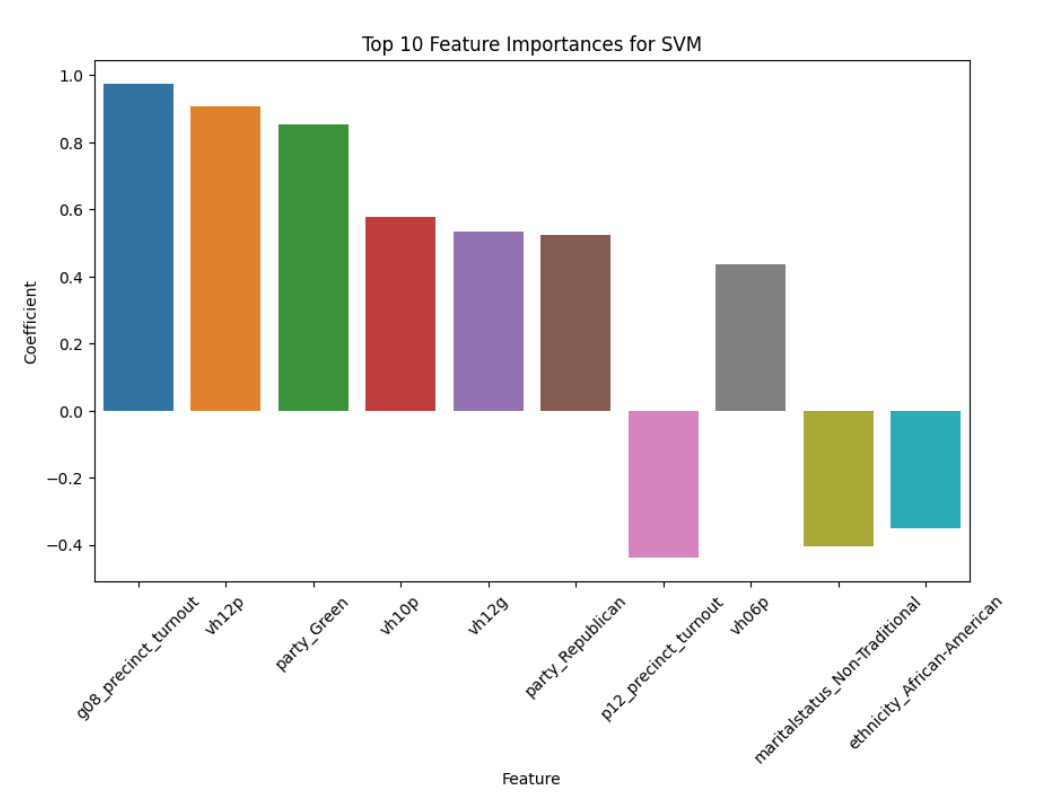 Top 10 Feature Importances for SVM
Coefficient
1.0
0.8
0.6
0.4
0.2
0.0
−0.2
−0.4
g08_precinct_turnout
vh12p
party_Green
vh10p
vh12g
party_Republican
p12_precinct_turnout
vh06p
maritalstatus_Non-Traditional
ethnicity_African-American
Feature